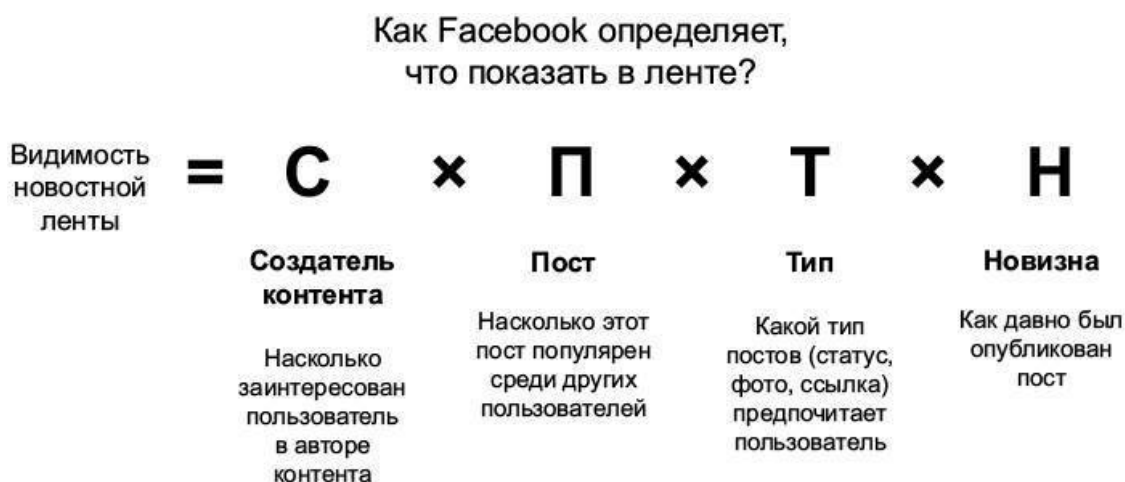 Как Facebook определяет,
что показать в ленте?
Видимость
новостной
ленты
= С × П × Т × Н
Создатель
контента
Насколько
заинтересован
пользователь
в авторе
контента
Пост
Насколько этот
пост популярен
среди других
пользователей
Тип
Какой тип
постов (статус,
фото, ссылка)
предпочитает
пользователь
Новизна
Как давно был
опубликован
пост